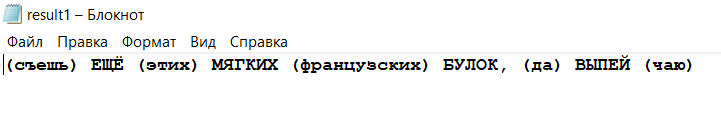 result1 – Блокнот
Файл Правка Формат Вид Справка
(съешь) ЕЩЁ (этих) МЯГКИХ (французских) БУЛОК, (да) ВЫПЕЙ (чаю)